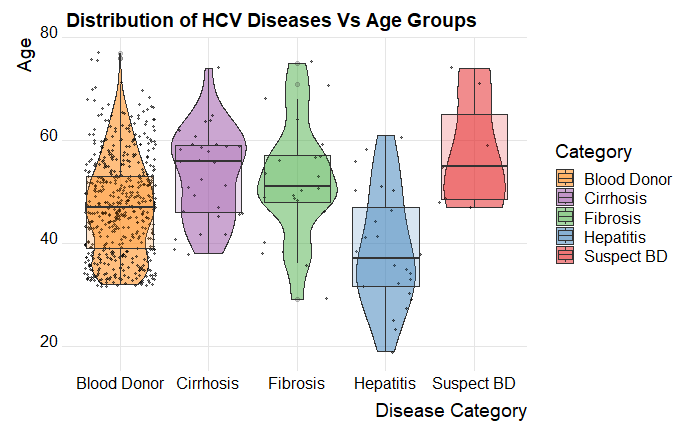 Distribution of HCV Diseases Vs Age Groups
Age
80
60
40
20
Blood Donor Cirrhosis Fibrosis Hepatitis Suspect BD
Disease Category
Category
Blood Donor
Cirrhosis
Fibrosis
Hepatitis
Suspect BD